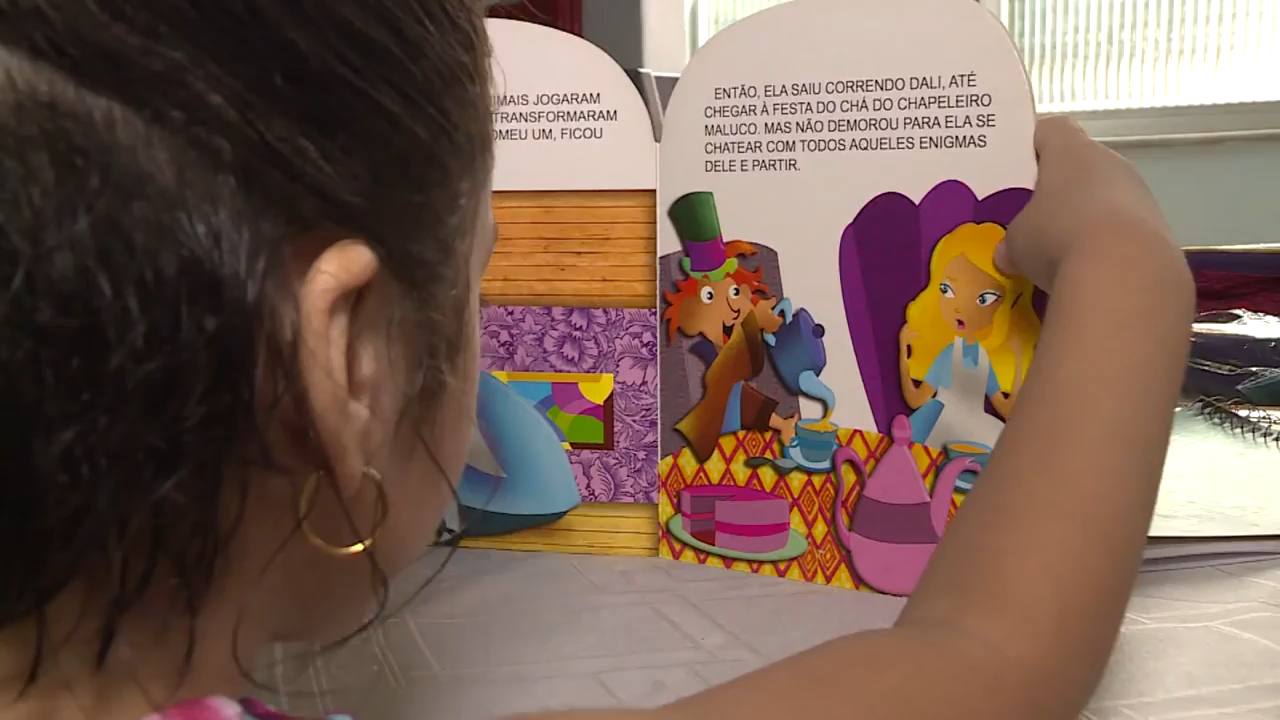 IMAIS JOGARAM
TRANSFORMARAM
OMEU UM, FICOU
ENTÃO, ELA SAIU CORRENDO DALI, ATÉ
CHEGAR À FESTA DO CHÁ DO CHAPELEIRO
MALUCO. MAS NÃO DEMOROU PARA ELA SE
CHATEAR COM TODOS AQUELES ENIGMAS
DELE E PARTIR.